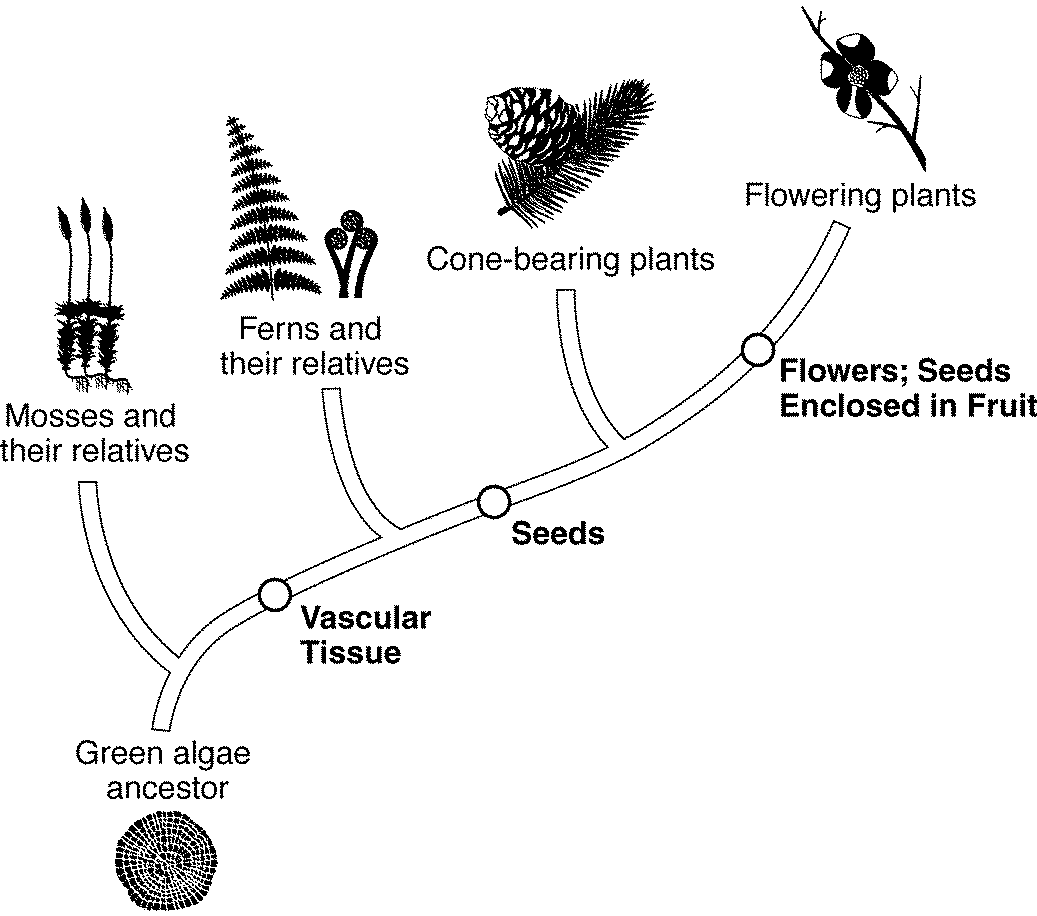 Flowering plants
Cone-bearing plants
Ferns and
their relatives
Flowers; Seeds
Enclosed in Fruit
Mosses and
their relatives
Seeds
Vascular
Tissue
Green algae
ancestor